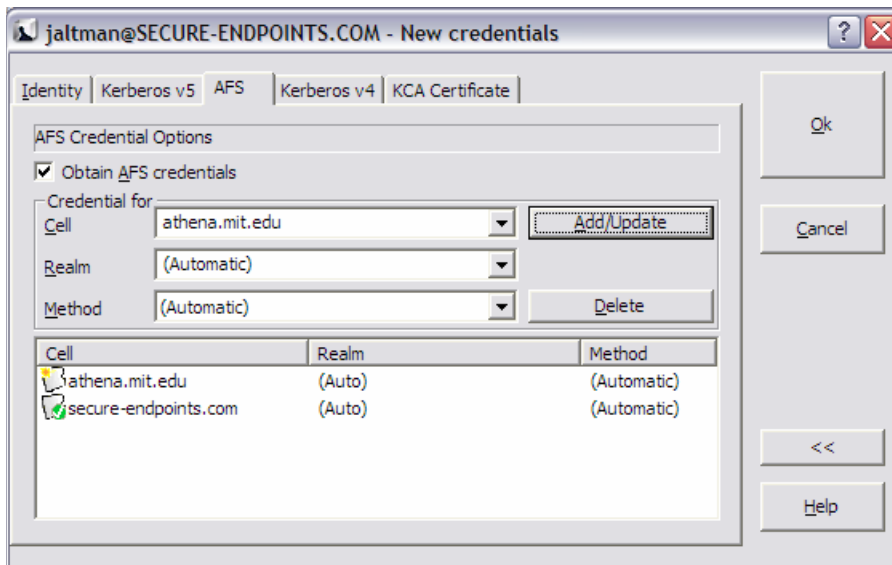 jaltman@SECURE-ENDPOINTS.COM - New credentials
Identity Kerberos v5 AFS Kerberos v4 KCA Certificate
AFS Credential Options
Obtain AFS credentials
Credential for
Cell athena.mit.edu Add/Update
Realm (Automatic)
Method (Automatic) Delete
Cell Realm Method
athena.mit.edu (Auto) (Automatic)
secure-endpoints.com (Auto) (Automatic)
Ok
Cancel
<<
Help